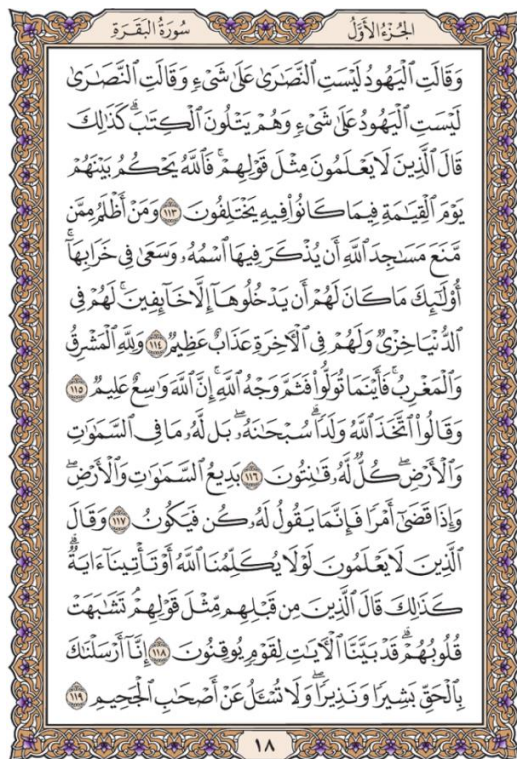 الجُزْءُ الأَوَّلُ
سُورَةُ البَقَرَةِ
وَقَالَتِ ٱلۡيَهُودُ لَيۡسَتِ ٱلنَّصَٰرَىٰ عَلَىٰ شَيۡءٖ وَقَالَتِ ٱلنَّصَٰرَىٰ
لَيۡسَتِ ٱلۡيَهُودُ عَلَىٰ شَيۡءٖ وَهُمۡ يَتۡلُونَ ٱلۡكِتَٰبَۗ كَذَٰلِكَ
قَالَ ٱلَّذِينَ لَا يَعۡلَمُونَ مِثۡلَ قَوۡلِهِمۡۚ فَٱللَّهُ يَحۡكُمُ بَيۡنَهُمۡ
يَوۡمَ ٱلۡقِيَٰمَةِ فِيمَا كَانُواْ فِيهِ يَخۡتَلِفُونَ ١١٣ وَمَنۡ أَظۡلَمُ مِمَّن
مَّنَعَ مَسَٰجِدَ ٱللَّهِ أَن يُذۡكَرَ فِيهَا ٱسۡمُهُۥ وَسَعَىٰ فِي خَرَابِهَآۚ
أُوْلَٰٓئِكَ مَا كَانَ لَهُمۡ أَن يَدۡخُلُوهَآ إِلَّا خَآئِفِينَۚ لَهُمۡ فِي
ٱلدُّنۡيَا خِزۡيٞ وَلَهُمۡ فِي ٱلۡأٓخِرَةِ عَذَابٌ عَظِيمٞ ١١٤ وَلِلَّهِ ٱلۡمَشۡرِقُ
وَٱلۡمَغۡرِبُۚ فَأَيۡنَمَا تُوَلُّواْ فَثَمَّ وَجۡهُ ٱللَّهِۚ إِنَّ ٱللَّهَ وَٰسِعٌ عَلِيمٞ ١١٥
وَقَالُواْ ٱتَّخَذَ ٱللَّهُ وَلَدٗاۗ سُبۡحَٰنَهُۥۖ بَل لَّهُۥ مَا فِي ٱلسَّمَٰوَٰتِ
وَٱلۡأَرۡضِۖ كُلّٞ لَّهُۥ قَٰنِتُونَ ١١٦ بَدِيعُ ٱلسَّمَٰوَٰتِ وَٱلۡأَرۡضِۖ
وَإِذَا قَضَىٰٓ أَمۡرٗا فَإِنَّمَا يَقُولُ لَهُۥ كُن فَيَكُونُ ١١٧ وَقَالَ
ٱلَّذِينَ لَا يَعۡلَمُونَ لَوۡلَا يُكَلِّمُنَا ٱللَّهُ أَوۡ تَأۡتِينَآ ءَايَةٞۗ
كَذَٰلِكَ قَالَ ٱلَّذِينَ مِن قَبۡلِهِم مِّثۡلَ قَوۡلِهِمۡۘ تَشَٰبَهَتۡ
قُلُوبُهُمۡۗ قَدۡ بَيَّنَّا ٱلۡأٓيَٰتِ لِقَوۡمٖ يُوقِنُونَ ١١٨ إِنَّآ أَرۡسَلۡنَٰكَ
بِٱلۡحَقِّ بَشِيرٗا وَنَذِيرٗاۖ وَلَا تُسۡـَٔلُ عَنۡ أَصۡحَٰبِ ٱلۡجَحِيمِ ١١٩
١٨